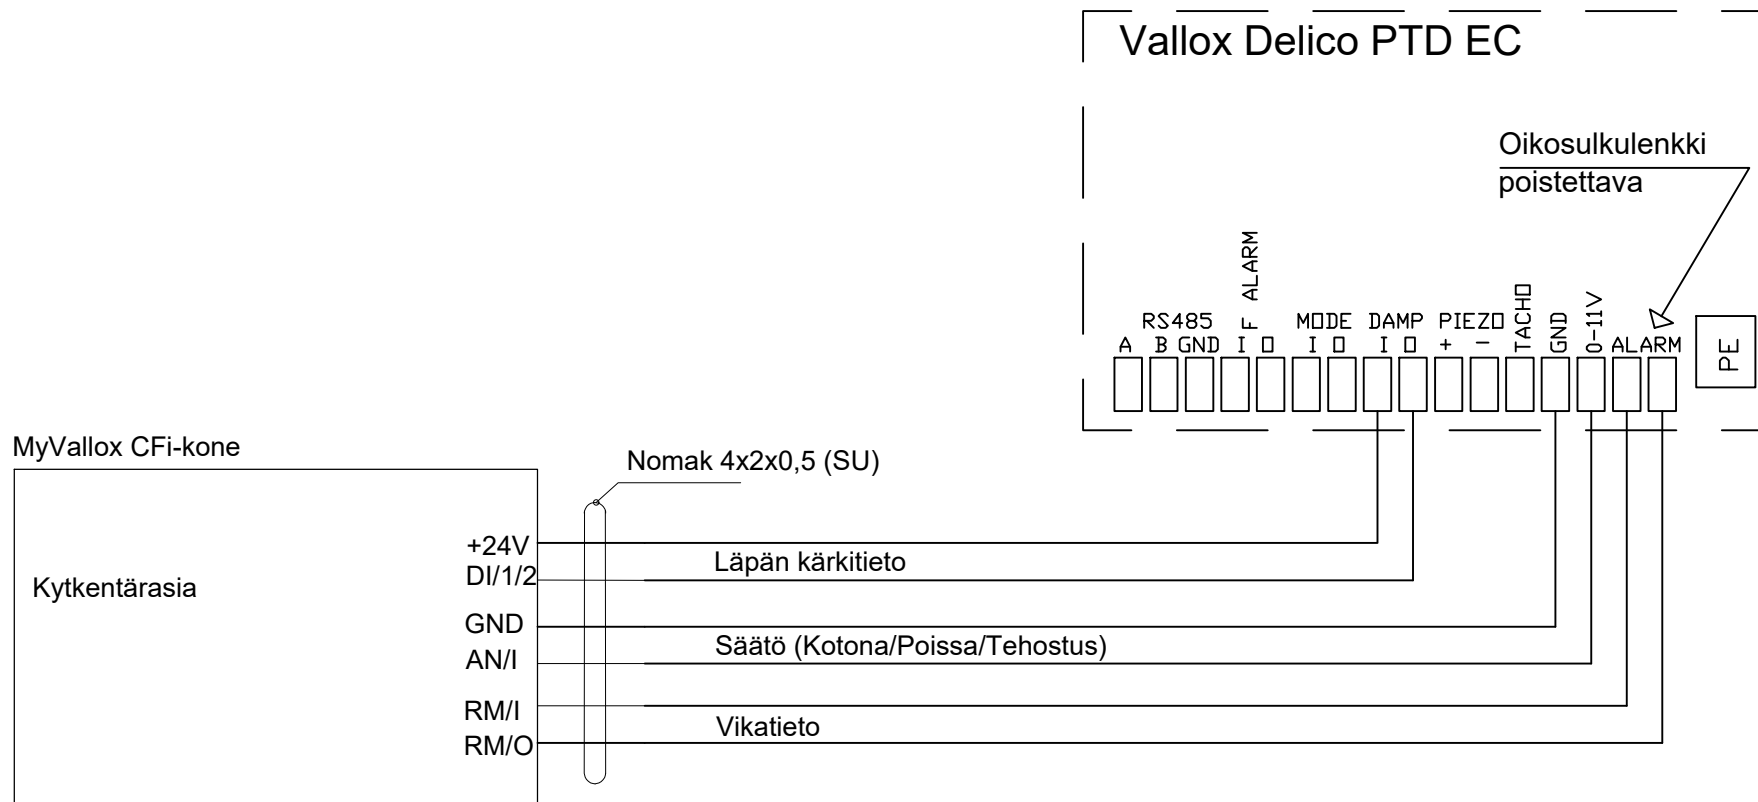 Vallox Delico PTD EC
Oikosulkulenkki
poistettava
F ALARM
TACHO
GND
0-11V
RS485 MODE DAMP PIEZO
A B GND I O I O I O + - ALARM
PE
MyVallox CFi-kone
Nomak 4x2x0,5 (SU)
+24V
Läpän kärkitieto
DI/1/2
Kytkentärasia
GND
Säätö (Kotona/Poissa/Tehostus)
AN/I
RM/I
Vikatieto
RM/O